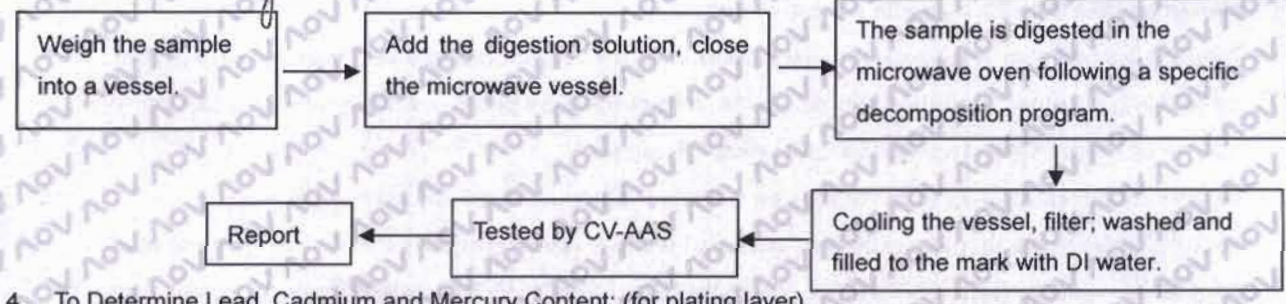 Weigh the sample
into a vessel.
Add the digestion solution, close
the microwave vessel.
The sample is digested in the
microwave oven following a specific
decomposition program.
Cooling the vessel, filter; washed and
filled to the mark with DI water.
Tested by CV-AAS
Report
4. To Determine Lead, Cadmium and Mercury Content: (for plating layer)